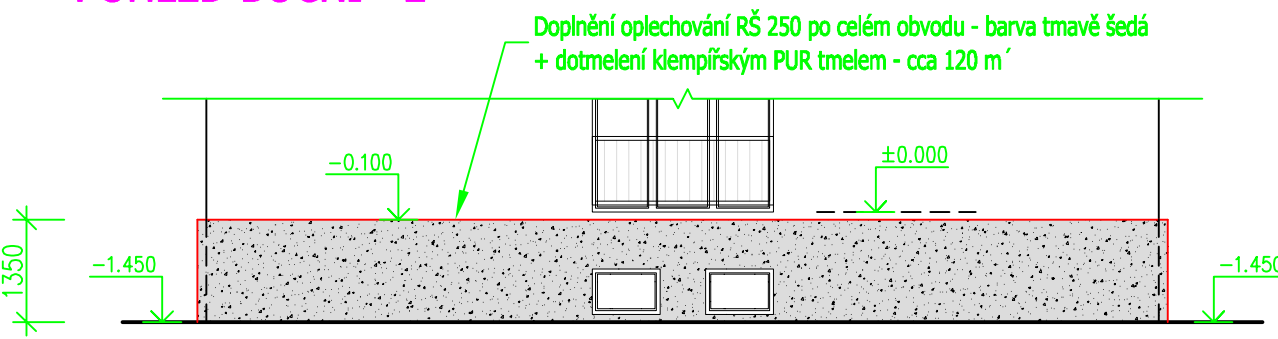 Doplnění oplechování RŠ 250 po celém obvodu - barva tmavě šedá
+ dotmelení klempířským PUR tmelem - cca 120 m´
-0.100
±0.000
1350
-1.450
-1.450